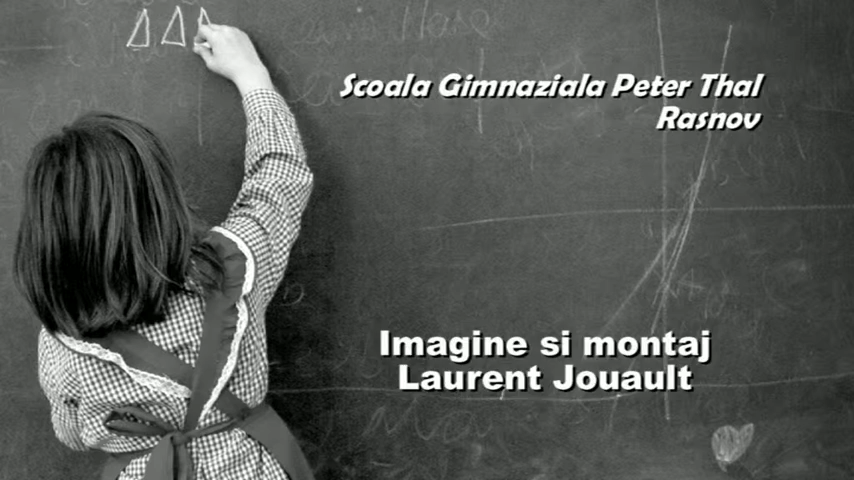 Scoala Gimnaziala Peter Thal
Rasnov
Imagine si montaj
Laurent Jouault